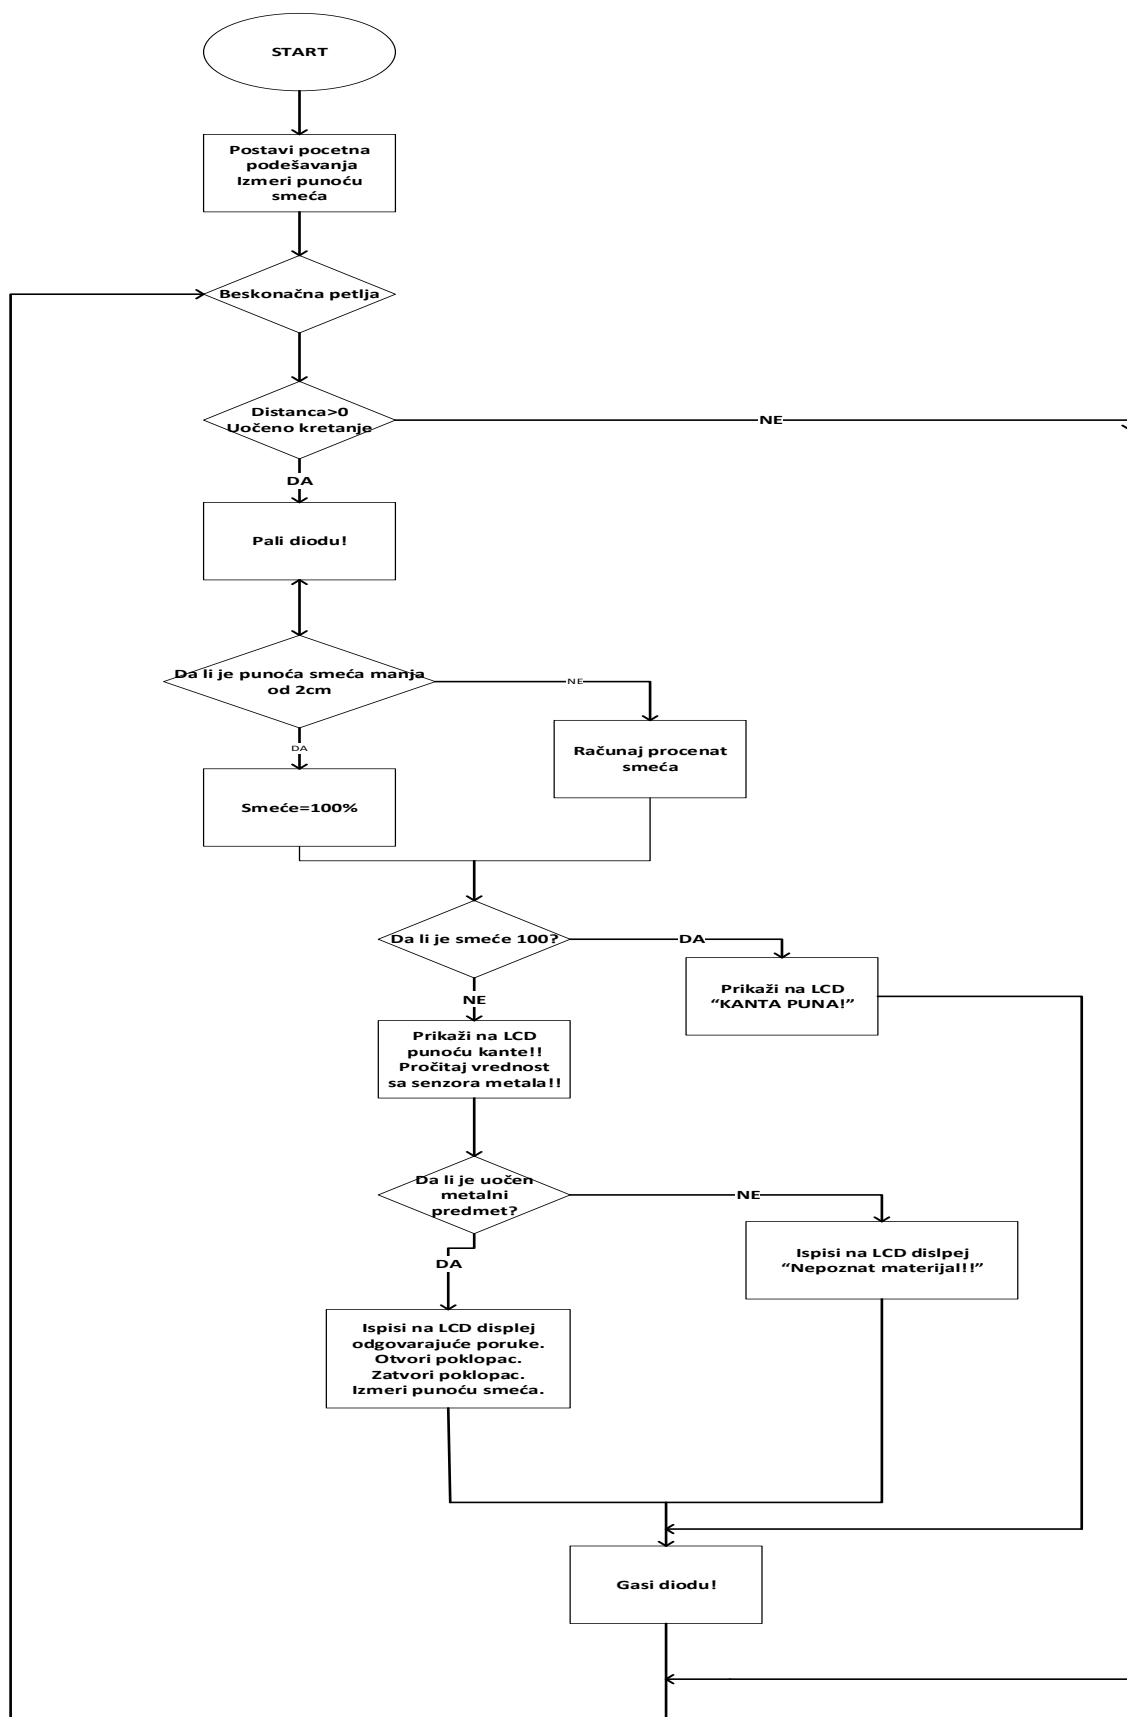 START
Postavi pocetna
podešavanja
Izmeri punoću
smeća
Beskonačna petlja
Distanca>0
Uočeno kretanje
NE
DA
Pali diodu!
Da li je punoća smeća manja
od 2cm
NE
DA
Računaj procenat
smeća
Smeće=100%
Da li je smeće 100?
DA
NE
Prikaži na LCD
“KANTA PUNA!”
Prikaži na LCD
punoću kante!!
Pročitaj vrednost
sa senzora metala!!
Da li je uočen
metalni
predmet?
NE
DA
Ispisi na LCD dislpej
“Nepoznat materijal!!”
Ispisi na LCD displej
odgovarajuće poruke.
Otvori poklopac.
Zatvori poklopac.
Izmeri punoću smeća.
Gasi diodu!